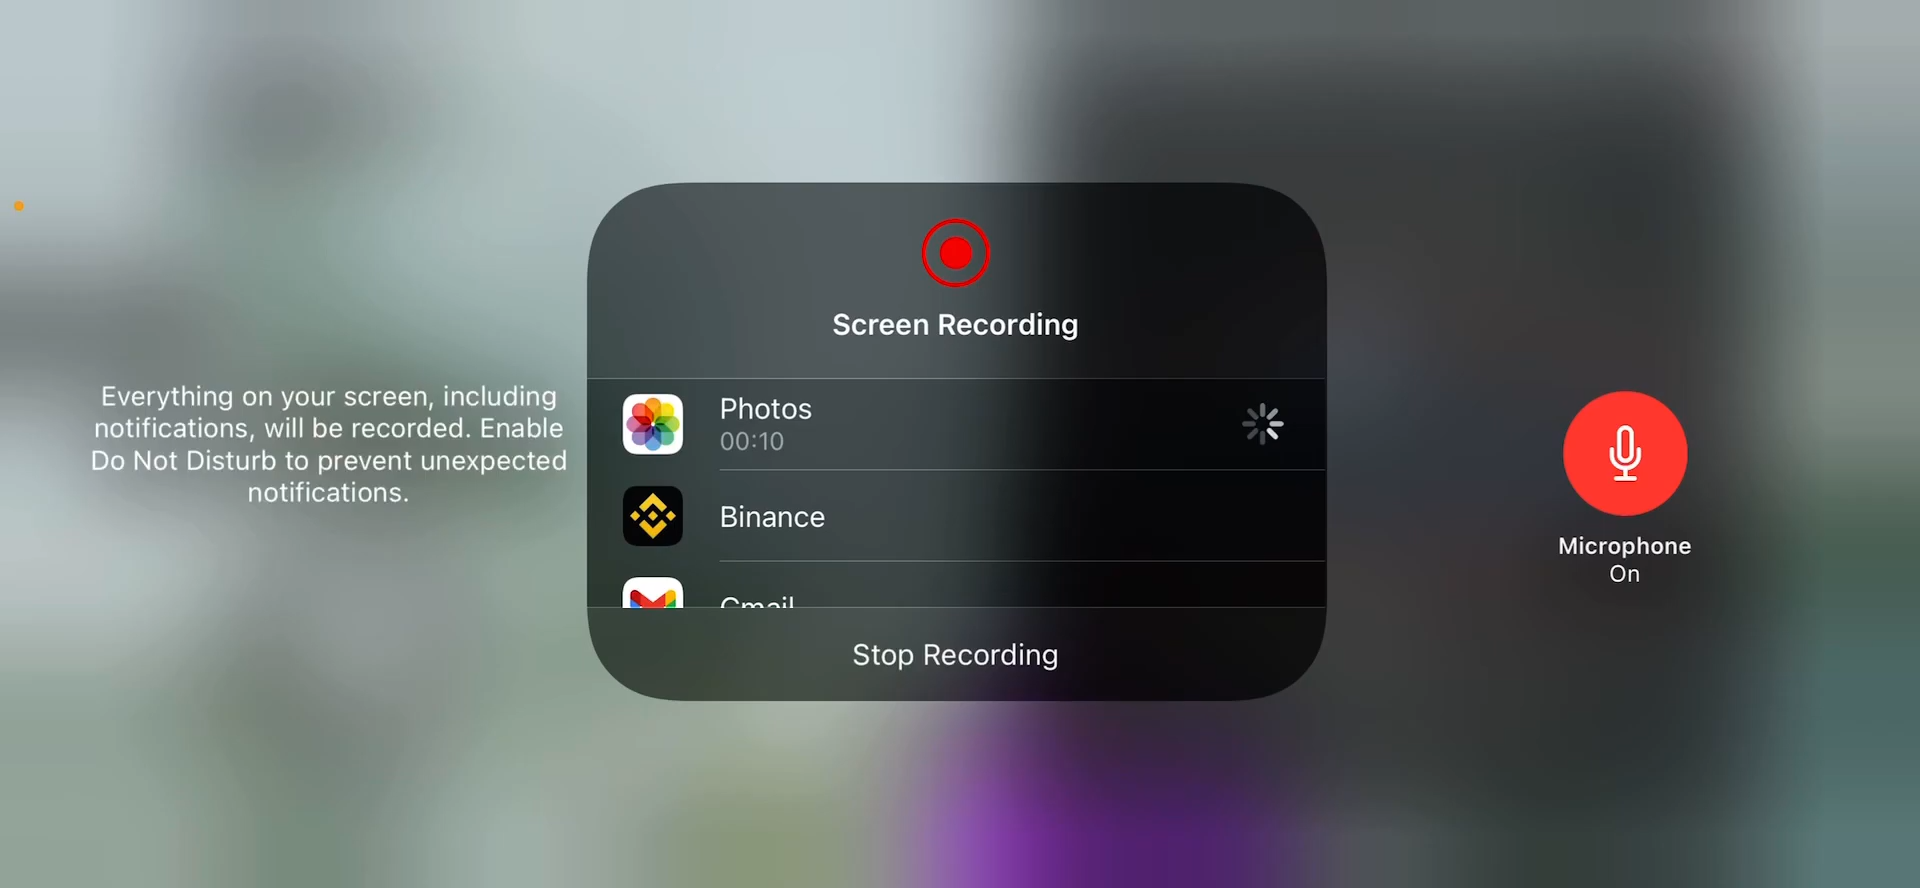 Everything on your screen, including
notifications, will be recorded. Enable
Do Not Disturb to prevent unexpected
notifications.
Screen Recording
Photos
00:10
Binance
Gmail
Stop Recording
Microphone
On